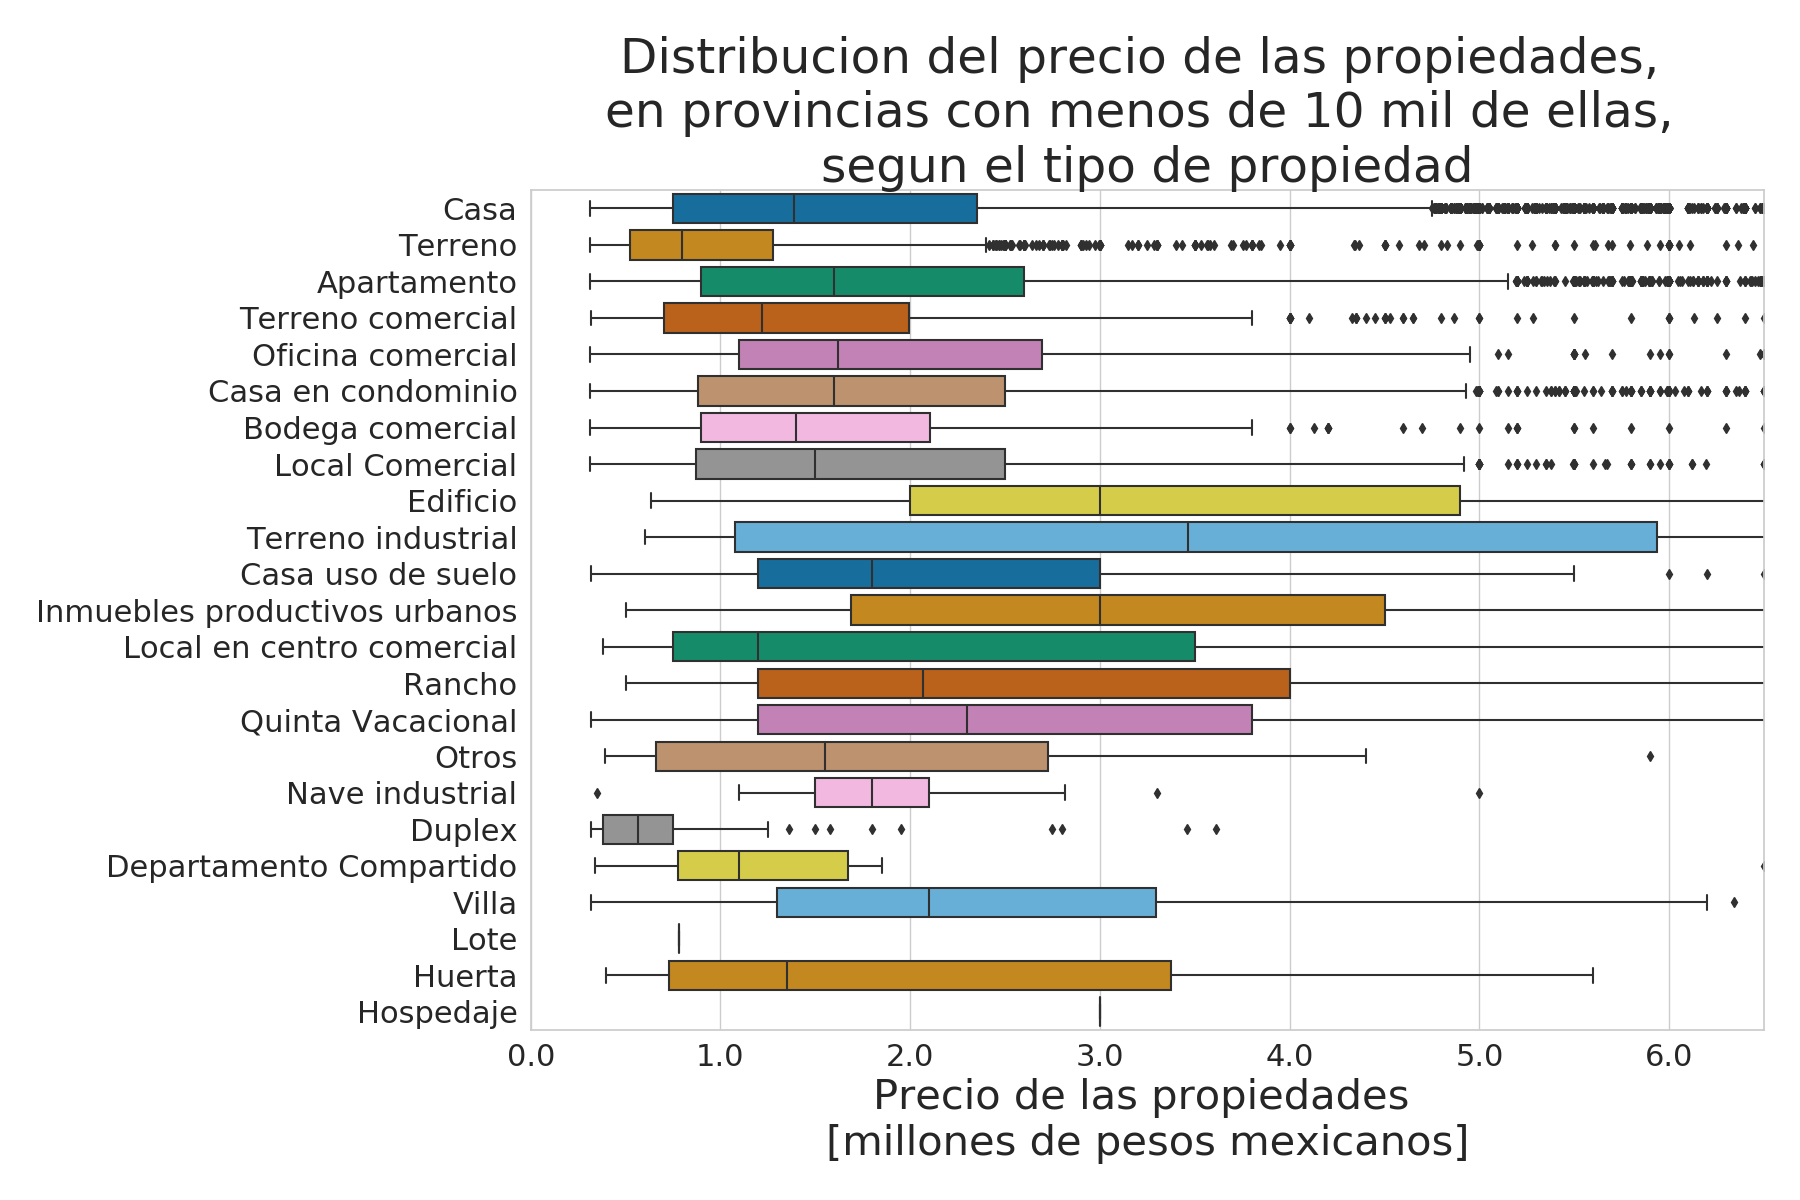 Distribucion del precio de las propiedades,
en provincias con menos de 10 mil de ellas,
segun el tipo de propiedad
Casa
Terreno
Apartamento
Terreno comercial
Oficina comercial
Casa en condominio
Bodega comercial
Local Comercial
Edificio
Terreno industrial
Casa uso de suelo
Inmuebles productivos urbanos
Local en centro comercial
Rancho
Quinta Vacacional
Otros
Nave industrial
Duplex
Departamento Compartido
Villa
Lote
Huerta
Hospedaje
0.0 1.0 2.0 3.0 4.0 5.0 6.0
Precio de las propiedades
[millones de pesos mexicanos]